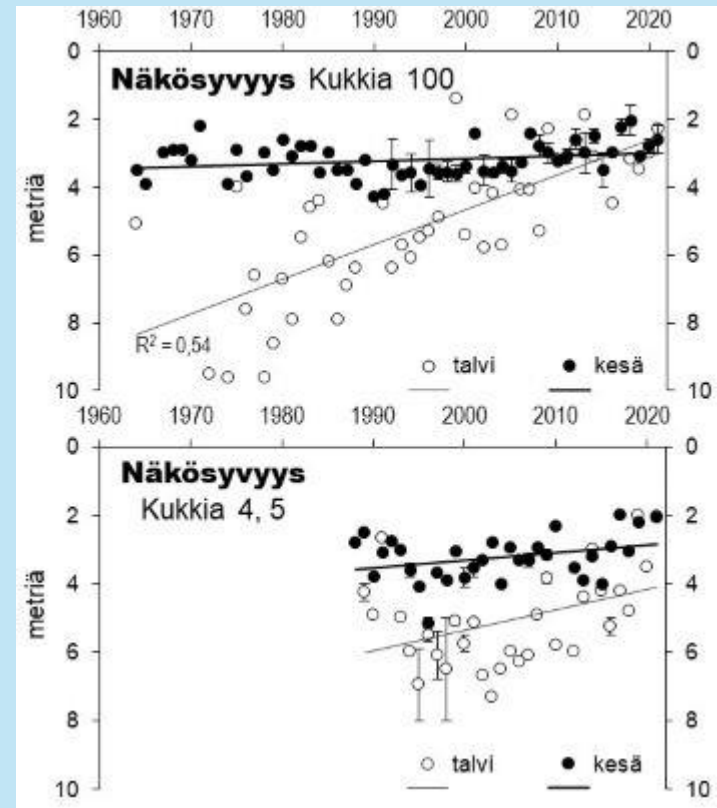 1960 1970 1980 1990 2000 2010 2020
0 0
Näkösyvyys Kukkia 100
2 2
4 4
metriä
6 6
8 8
R² = 0,54
talvi kesä
10 10
1960 1970 1980 1990 2000 2010 2020
0 0
Näkösyvyys
Kukkia 4, 5
2 2
4 4
metriä
6 6
8 8
talvi kesä
10 10